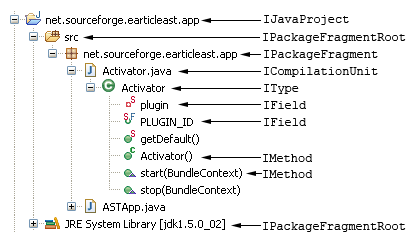 net.sourceforge.earticleast.app IJavaProject
src IPackageFragmentRoot
net.sourceforge.earticleast.app IPackageFragment
Activator.java ICompilationUnit
Activator IType
plugin IField
PLUGIN_ID IField
getDefault()
Activator() IMethod
start(BundleContext) IMethod
stop(BundleContext)
ASTApp.java
JRE System Library [jdk1.5.0_02] IPackageFragmentRoot